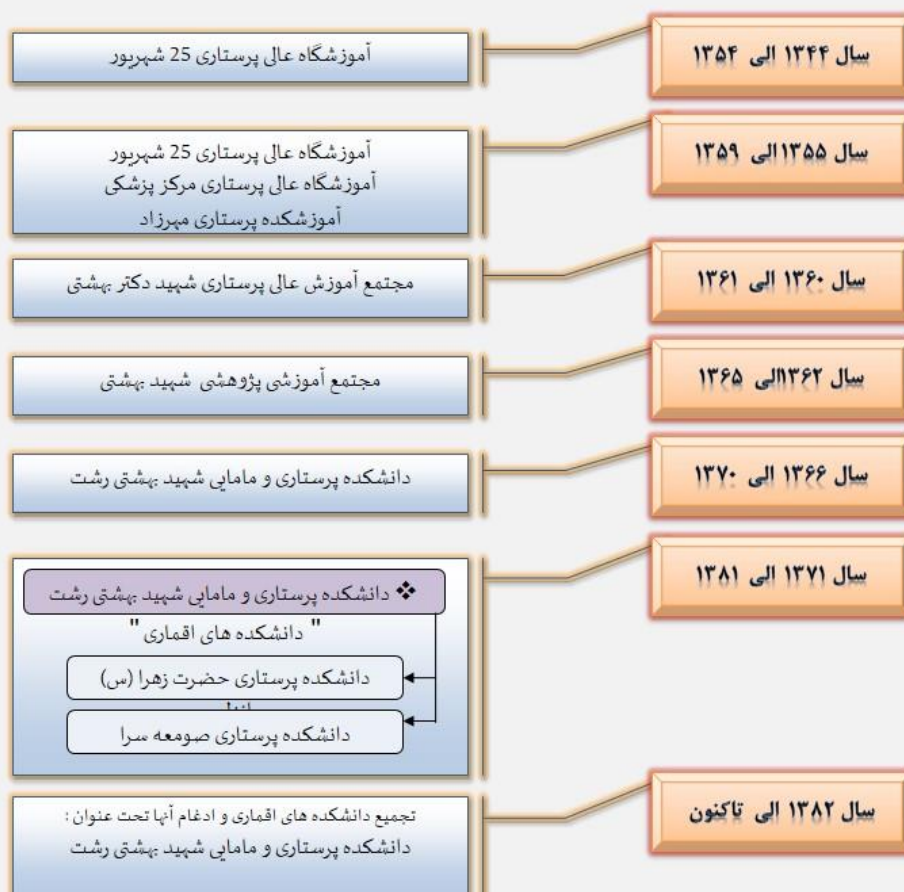 سال ۱۳۴۴ الی ۱۳۵۴
آموزشگاه عالی پرستاری 25 شهریور
سال ۱۳۵۵الی ۱۳۵۹
آموزشگاه عالی پرستاری 25 شهریور
آموزشگاه عالی پرستاری مرکز پزشکی
آموزشکده پرستاری مهرزاد
سال ۱۳۶۰ الی ۱۳۶۱
مجتمع آموزش عالی پرستاری شهید دکتر بهشتی
سال ۱۳۶۲الی ۱۳۶۵
مجتمع آموزشی پژوهشی شهید بهشتی
سال ۱۳۶۶ الی ۱۳۷۰
دانشکده پرستاری و مامایی شهید بهشتی رشت
سال ۱۳۷۱ الی ۱۳۸۱
❖ دانشکده پرستاری و مامایی شهید بهشتی رشت
" دانشکده های اقماری"
دانشکده پرستاری حضرت زهرا (س)
دانشکده پرستاری صومعه سرا
سال ۱۳۸۲ الی تاکنون
تجمیع دانشکده های اقماری و ادغام آنها تحت عنوان :
دانشکده پرستاری و مامایی شهید بهشتی رشت